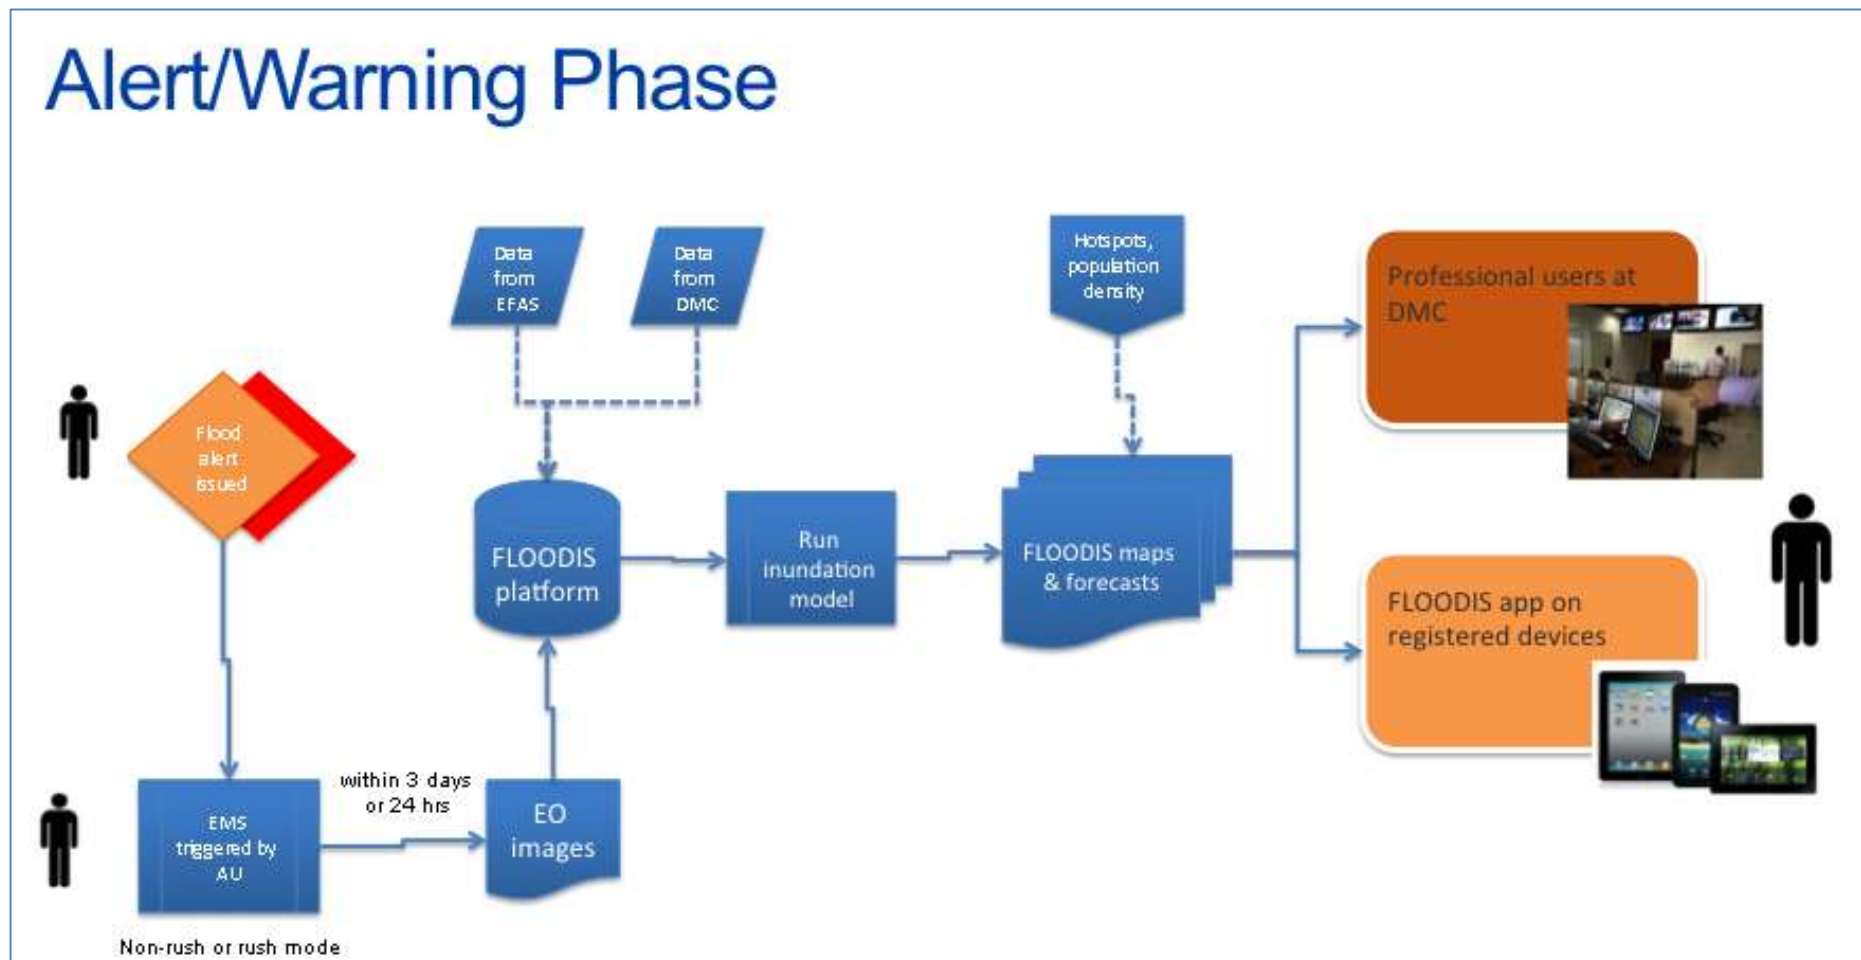 Alert/Warning Phase
Data
from
EFAS
Data
from
DMC
Hotspots,
population
density
Professional users at
DMC
Flood
alert
issued
FLOODIS
platform
Run
inundation
model
FLOODIS maps
& forecasts
FLOODIS app on
registered devices
within 3 days
or 24 hrs
EMS
triggered by
AU
EO
images
Non-rush or rush mode